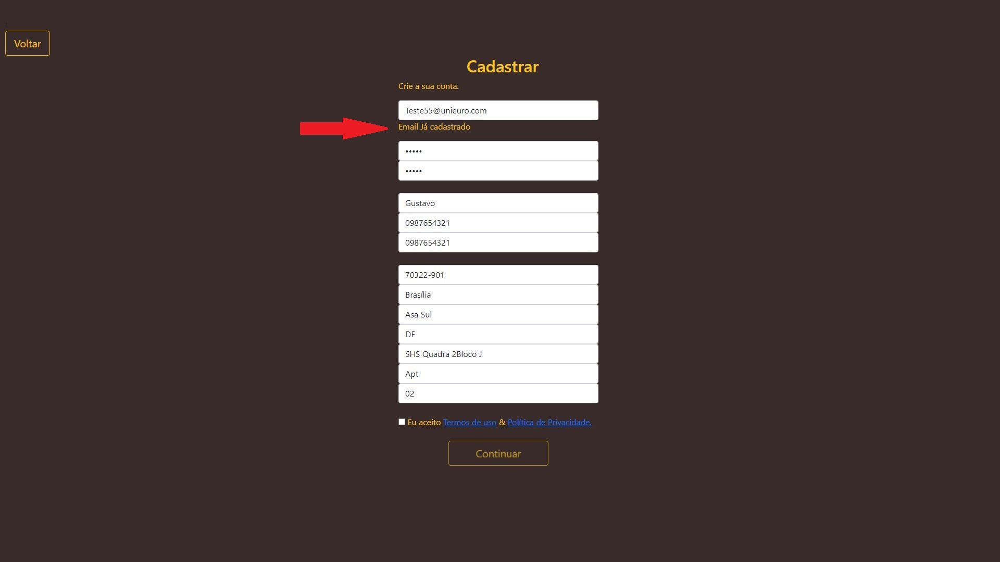 Voltar
Cadastrar
Crie a sua conta.
Teste55@unieuro.com
Email Já cadastrado
•••••
•••••
Gustavo
0987654321
0987654321
70322-901
Brasília
Asa Sul
DF
SHS Quadra 2Bloco J
Apt
02
Eu aceito Termos de uso & Política de Privacidade.
Continuar